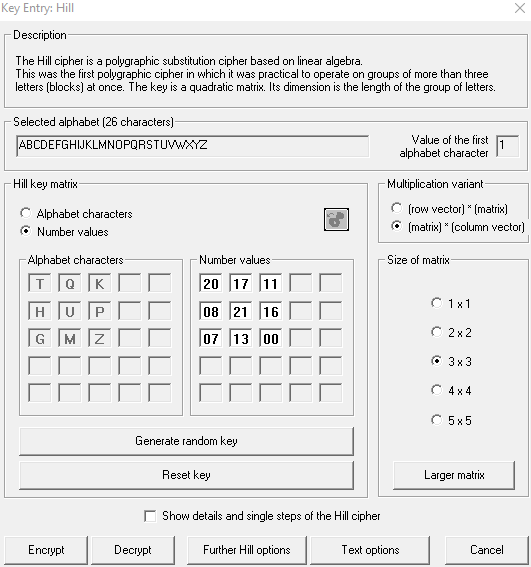 Key Entry: Hill
Description
The Hill cipher is a polygraphic substitution cipher based on linear algebra.
This was the first polygraphic cipher in which it was practical to operate on groups of more than three
letters (blocks) at once. The key is a quadratic matrix. Its dimension is the length of the group of letters.
Selected alphabet (26 characters)
ABCDEFGHIJKLMNOPQRSTUVWXYZ
Value of the first
alphabet character
1
Hill key matrix
Alphabet characters
Number values
Alphabet characters
T Q K
H U P
G M Z
Number values
20 17 11
08 21 16
07 13 00
Generate random key
Reset key
Multiplication variant
(row vector) * (matrix)
(matrix) * (column vector)
Size of matrix
1 x 1
2 x 2
3 x 3
4 x 4
5 x 5
Larger matrix
Show details and single steps of the Hill cipher
Encrypt
Decrypt
Further Hill options
Text options
Cancel